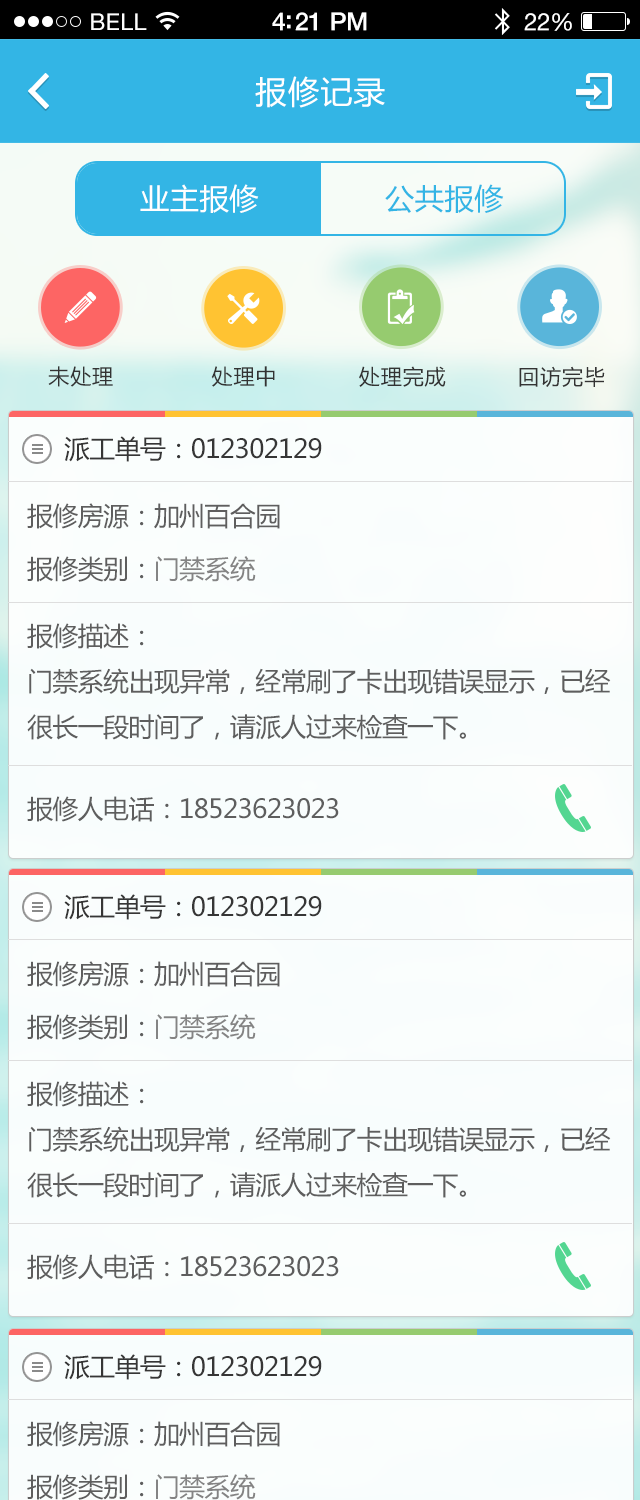 BELL 4:21 PM 22%
报修记录
业主报修 公共报修
未处理 处理中 处理完成 回访完毕
派工单号：012302129
报修房源：加州百合园
报修类别：门禁系统
报修描述：
门禁系统出现异常，经常刷了卡出现错误显示，已经
很长一段时间了，请派人过来检查一下。
报修人电话：18523623023
派工单号：012302129
报修房源：加州百合园
报修类别：门禁系统
报修描述：
门禁系统出现异常，经常刷了卡出现错误显示，已经
很长一段时间了，请派人过来检查一下。
报修人电话：18523623023
派工单号：012302129
报修房源：加州百合园
报修类别：门禁系统